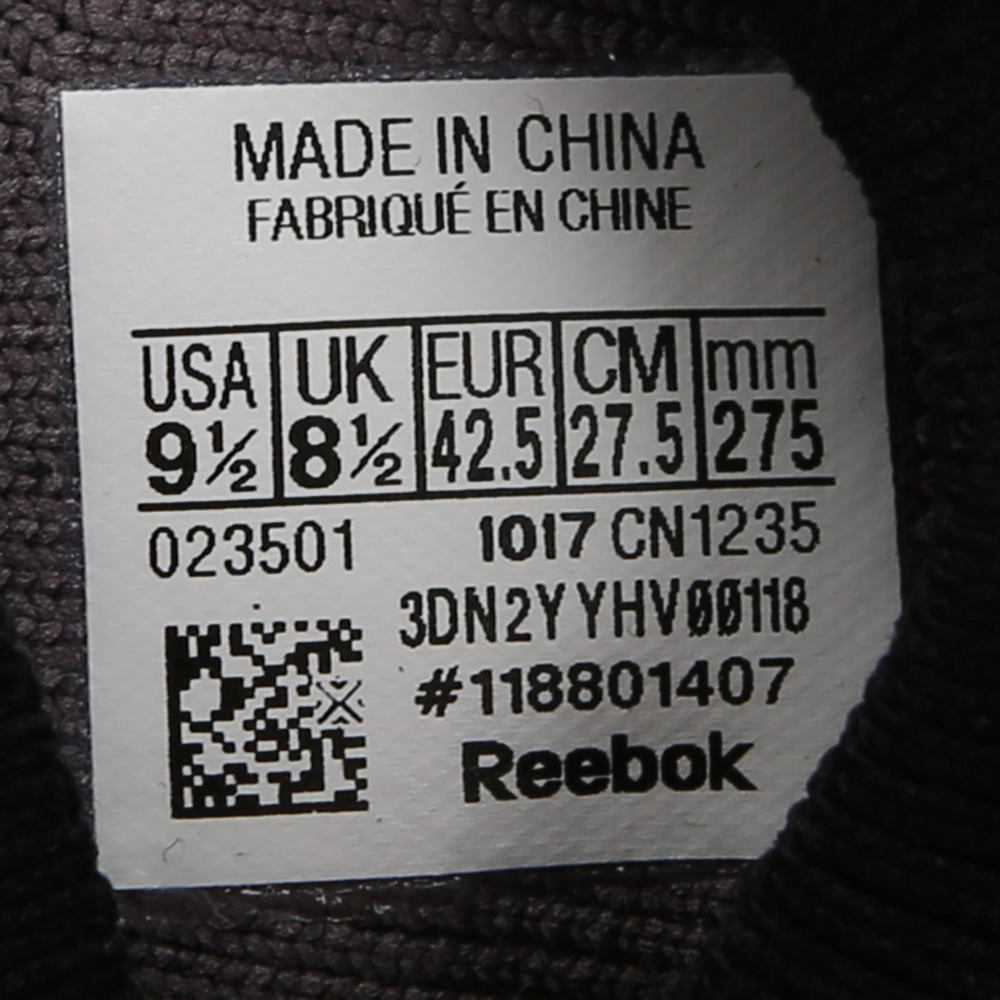 MADE IN CHINA
FABRIQUÉ EN CHINE
USA UK EUR CM mm
9½ 8½ 42.5 27.5 275
023501 1017 CN1235
3DN2YYHV00118
#118801407
Reebok